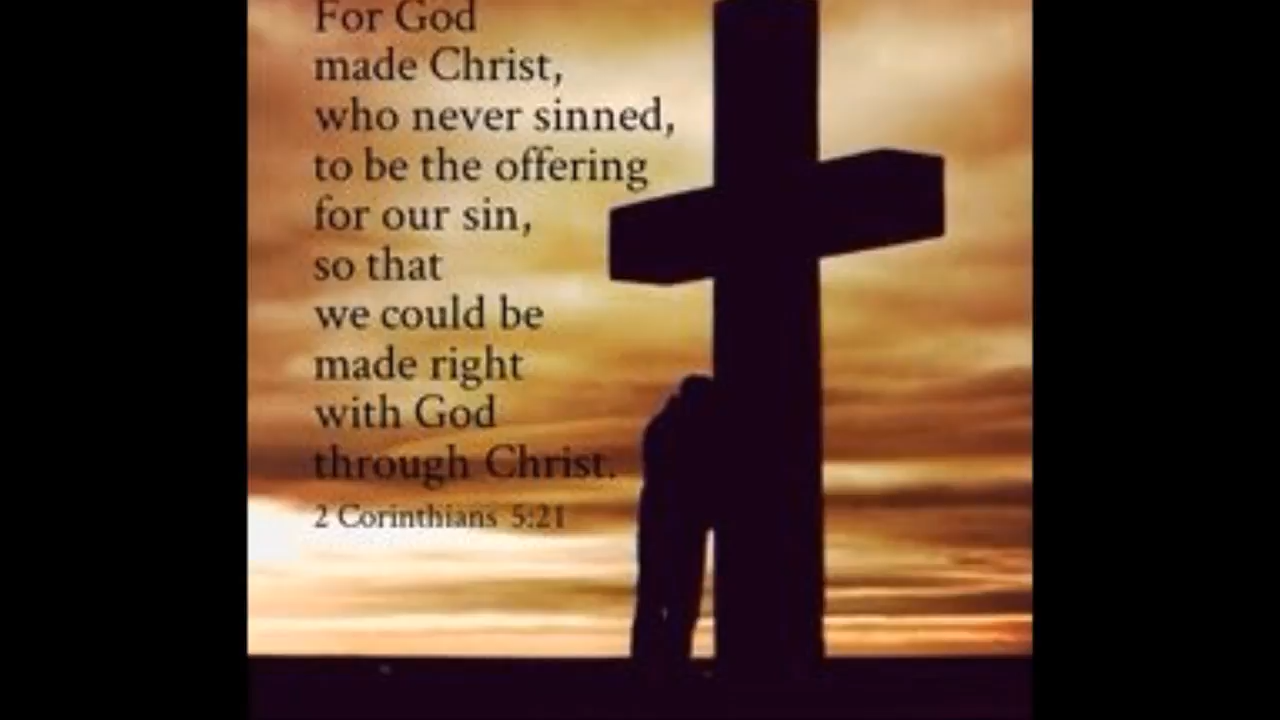 For God
made Christ,
who never sinned,
to be the offering
for our sin,
so that
we could be
made right
with God
through Christ.
2 Corinthians 5:21